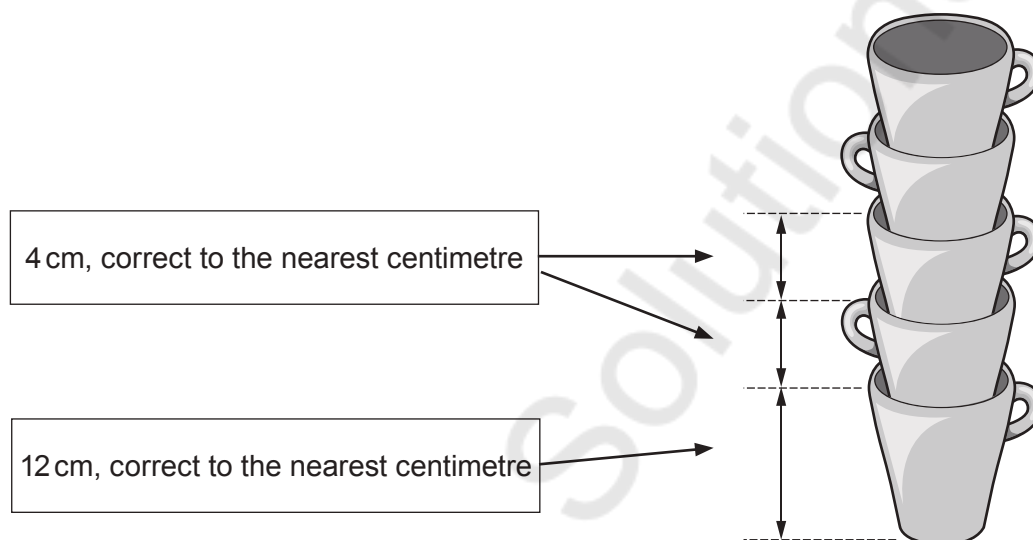 4 cm, correct to the nearest centimetre
12 cm, correct to the nearest centimetre